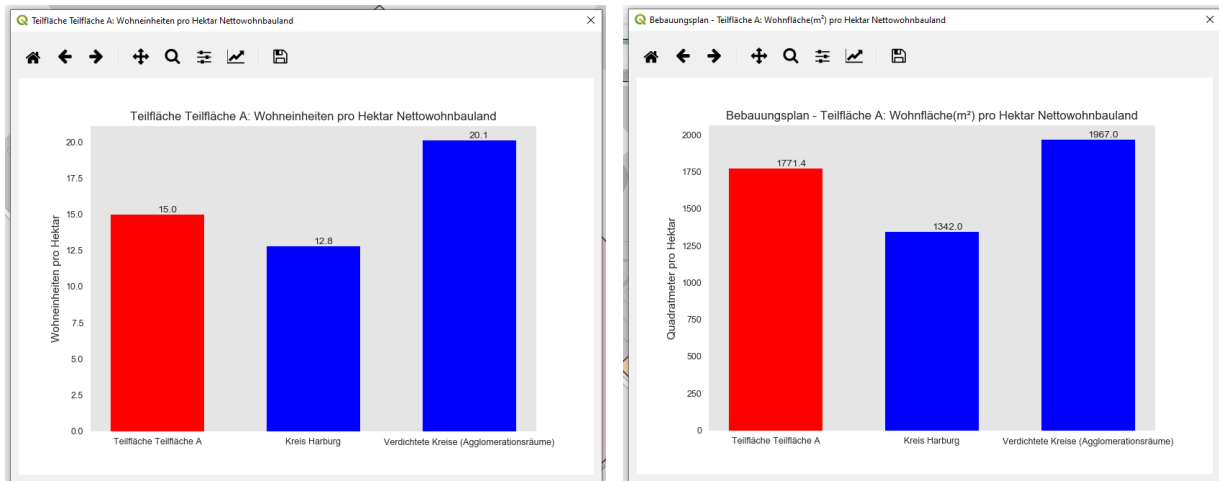 Teilfläche Teilfläche A: Wohneinheiten pro Hektar Nettowohnbauland
Teilfläche Teilfläche A: Wohneinheiten pro Hektar Nettowohnbauland
20.1
20.0
17.5
15.0
15.0
12.8
12.5
10.0
7.5
5.0
2.5
0.0
Wohneinheiten pro Hektar
Teilfläche Teilfläche A
Kreis Harburg
Verdichtete Kreise (Agglomerationsräume)
Bebauungsplan - Teilfläche A: Wohnfläche(m²) pro Hektar Nettowohnbauland
Bebauungsplan - Teilfläche A: Wohnfläche(m²) pro Hektar Nettowohnbauland
2000
1967.0
1771.4
1750
1500
1342.0
1250
1000
750
500
250
0
Quadratmeter pro Hektar
Teilfläche Teilfläche A
Kreis Harburg
Verdichtete Kreise (Agglomerationsräume)